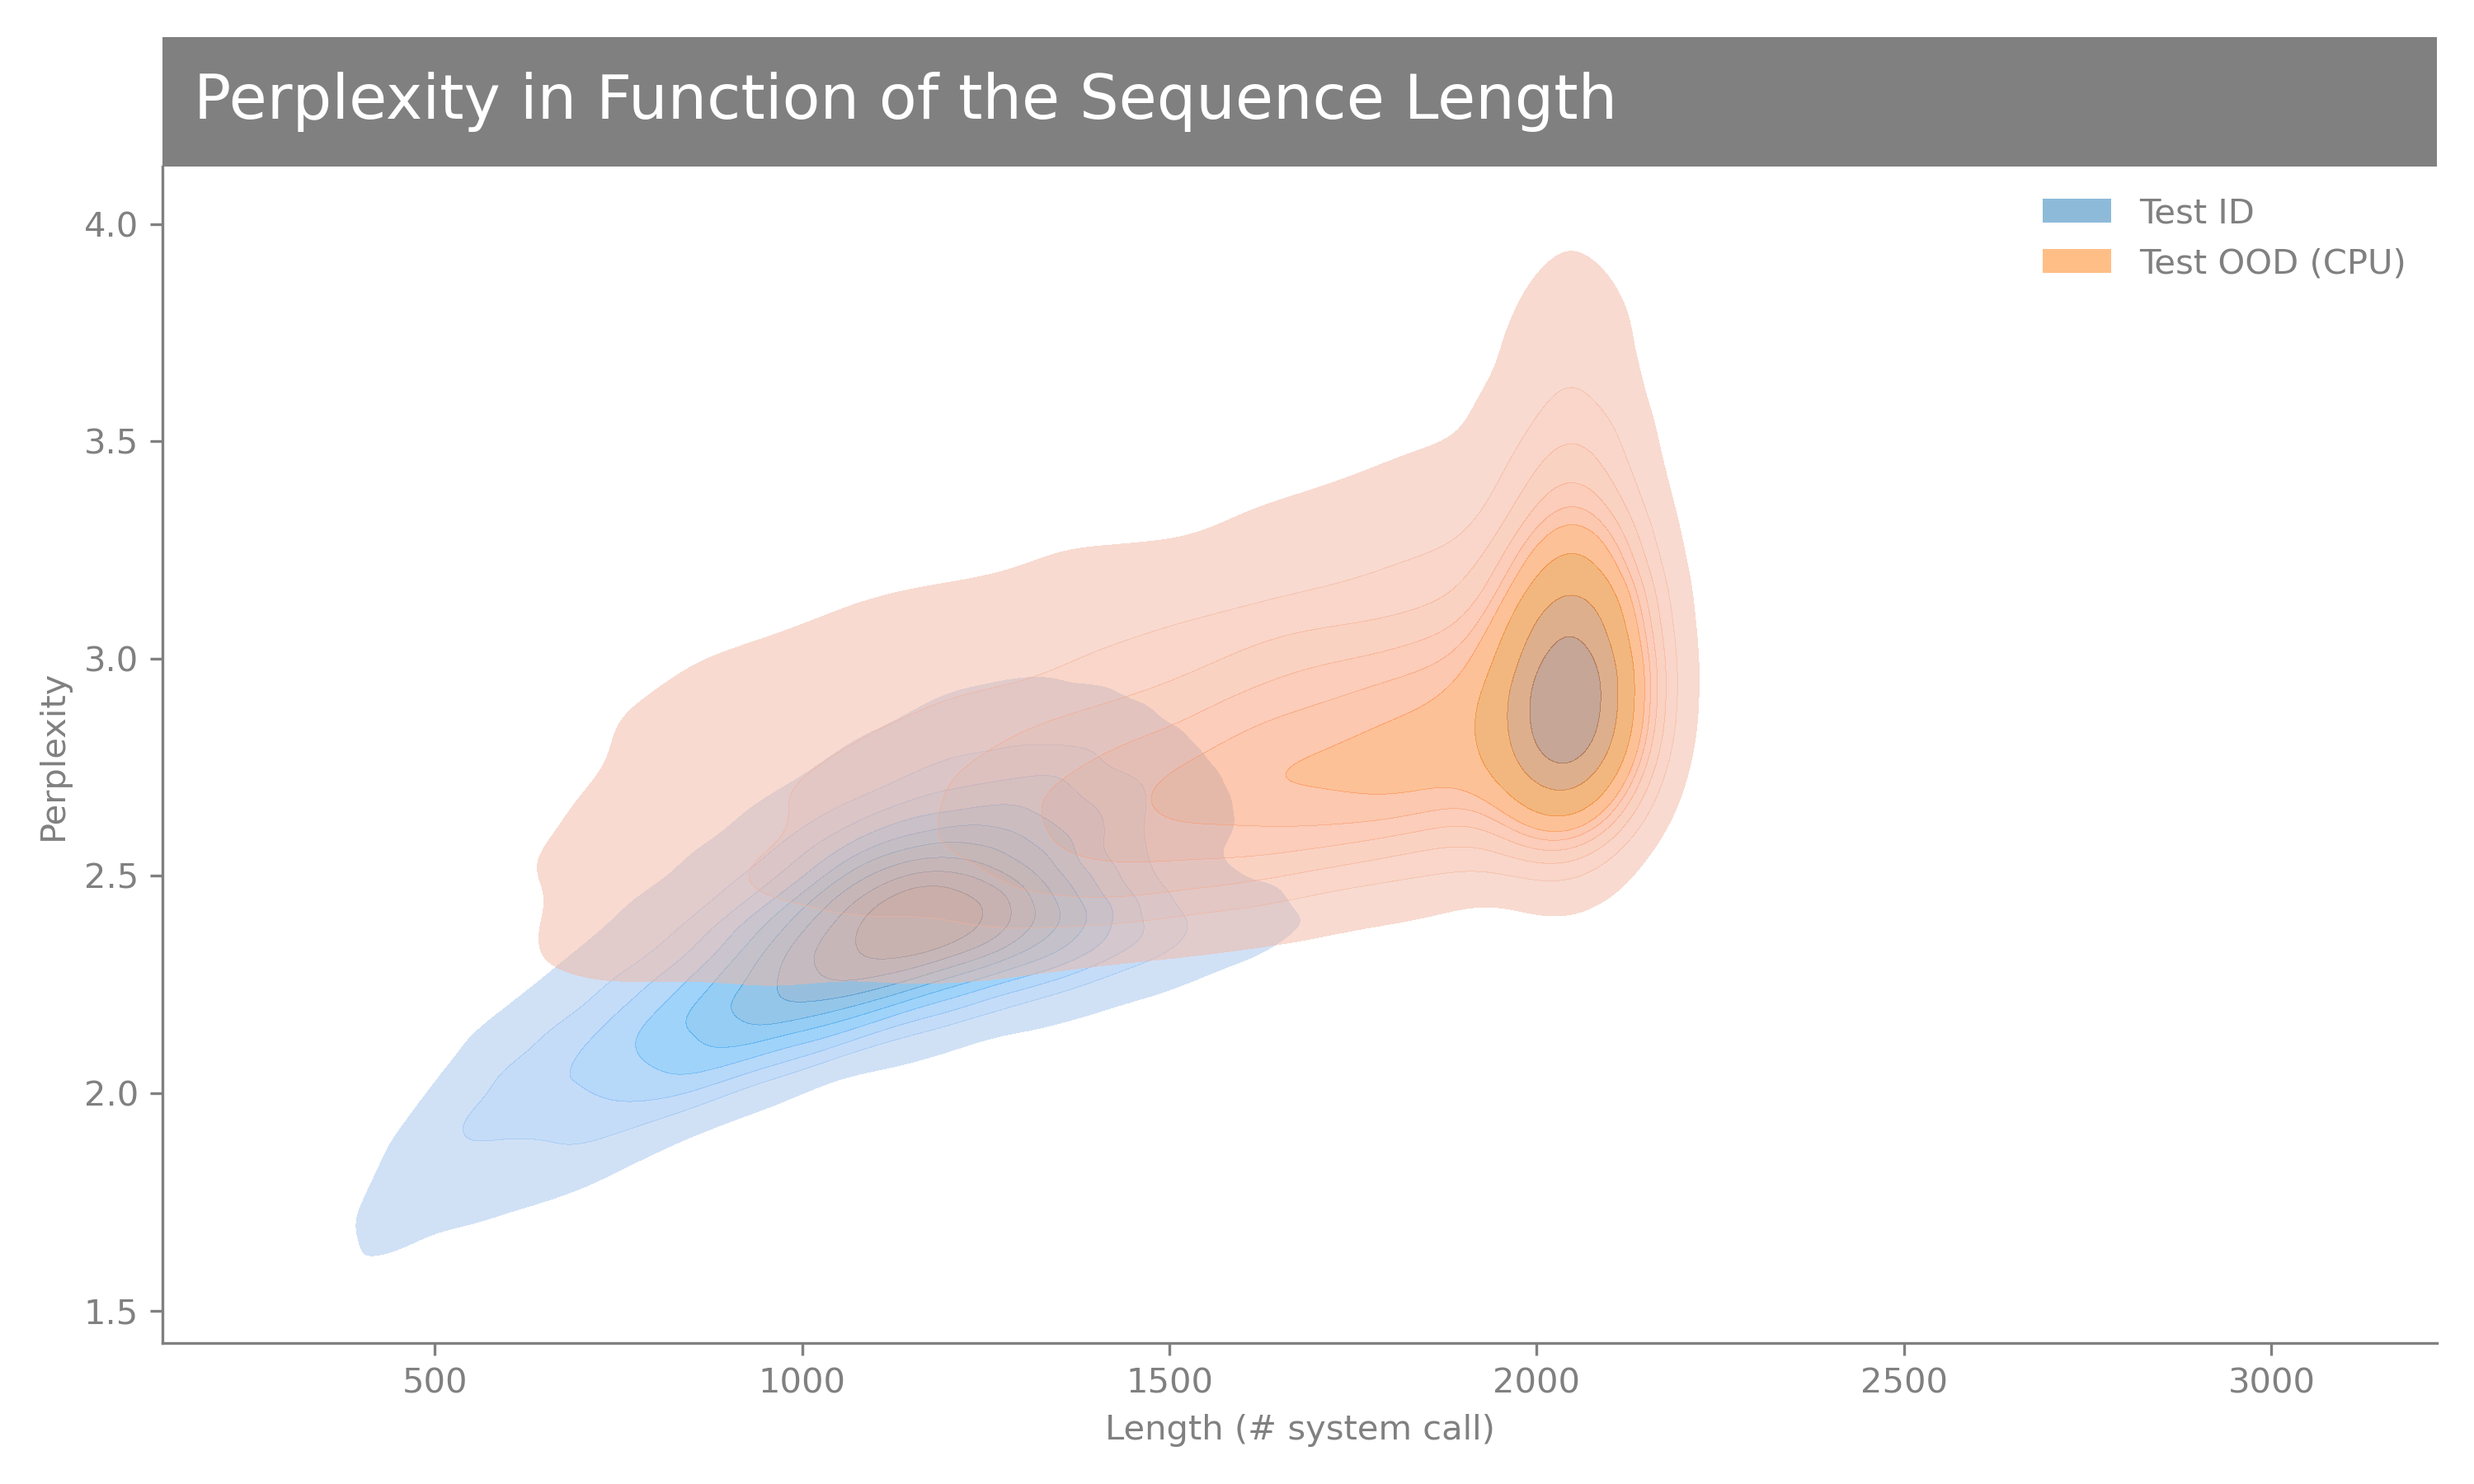 Perplexity in Function of the Sequence Length
Test ID
Test OOD (CPU)
4.0
3.5
3.0
2.5
2.0
1.5
Perplexity
500 1000 1500 2000 2500 3000
Length (# system call)